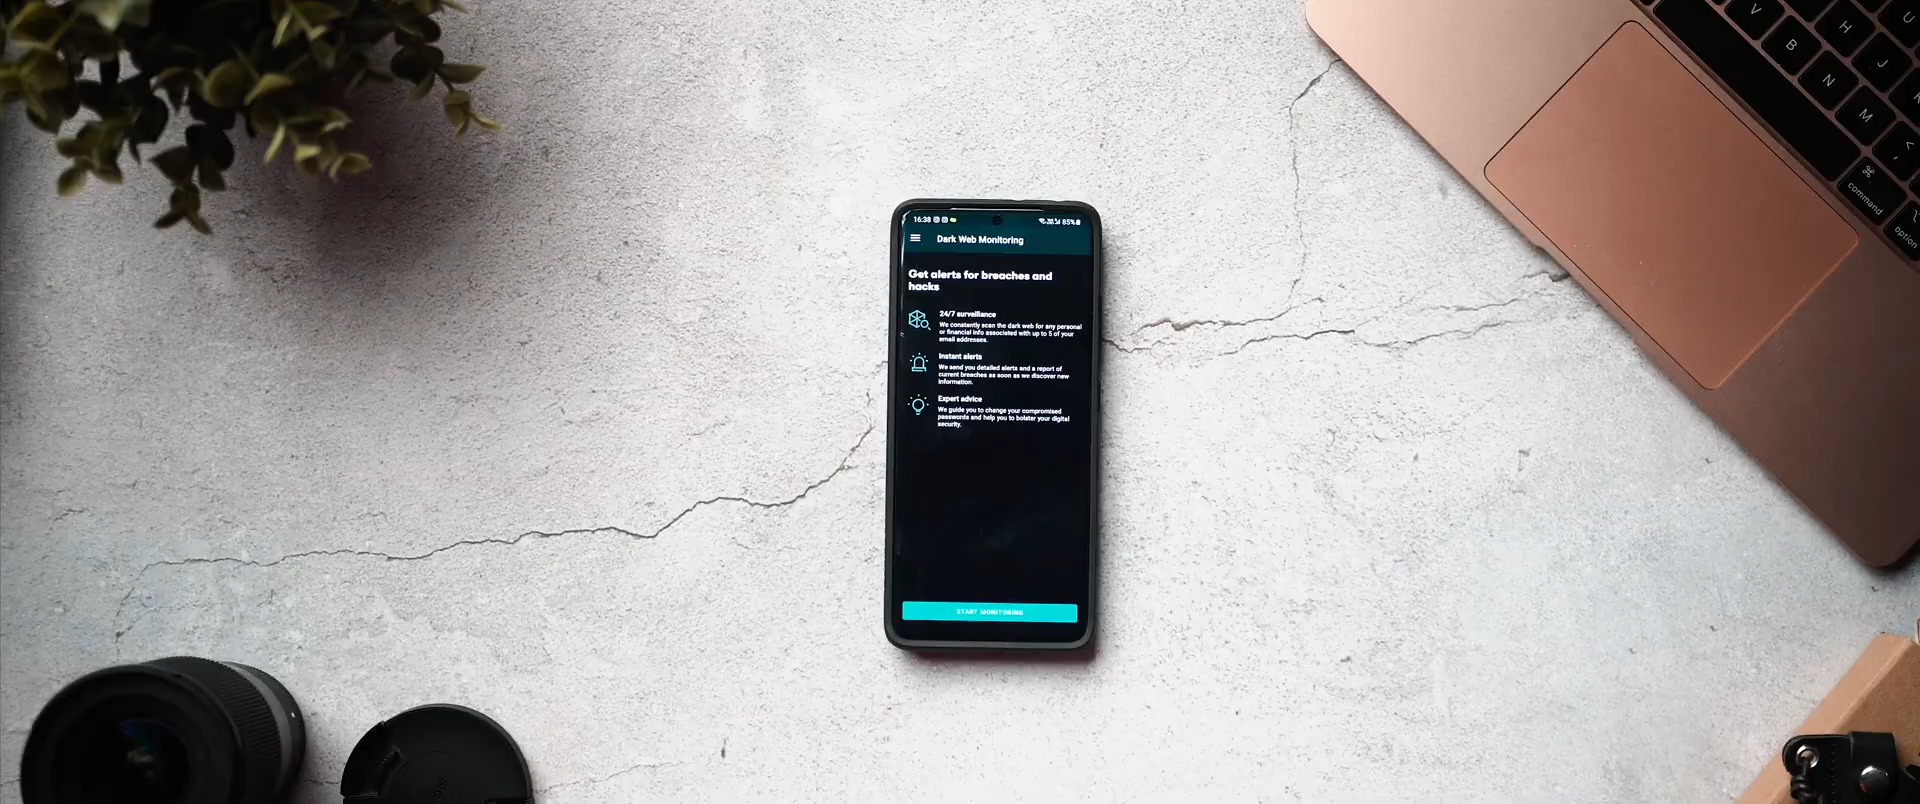 16:38
85%
Dark Web Monitoring
Get alerts for breaches and
hacks
24/7 surveillance
We constantly scan the dark web for any personal
or financial info associated with up to 5 of your
email addresses.
Instant alerts
We send you detailed alerts and a report of
current breaches as soon as we discover new
information.
Expert advice
We guide you to change your compromised
passwords and help you to bolster your digital
security.
START MONITORING
V
B
H
N
J
M
U
<
,
⌘
command
option